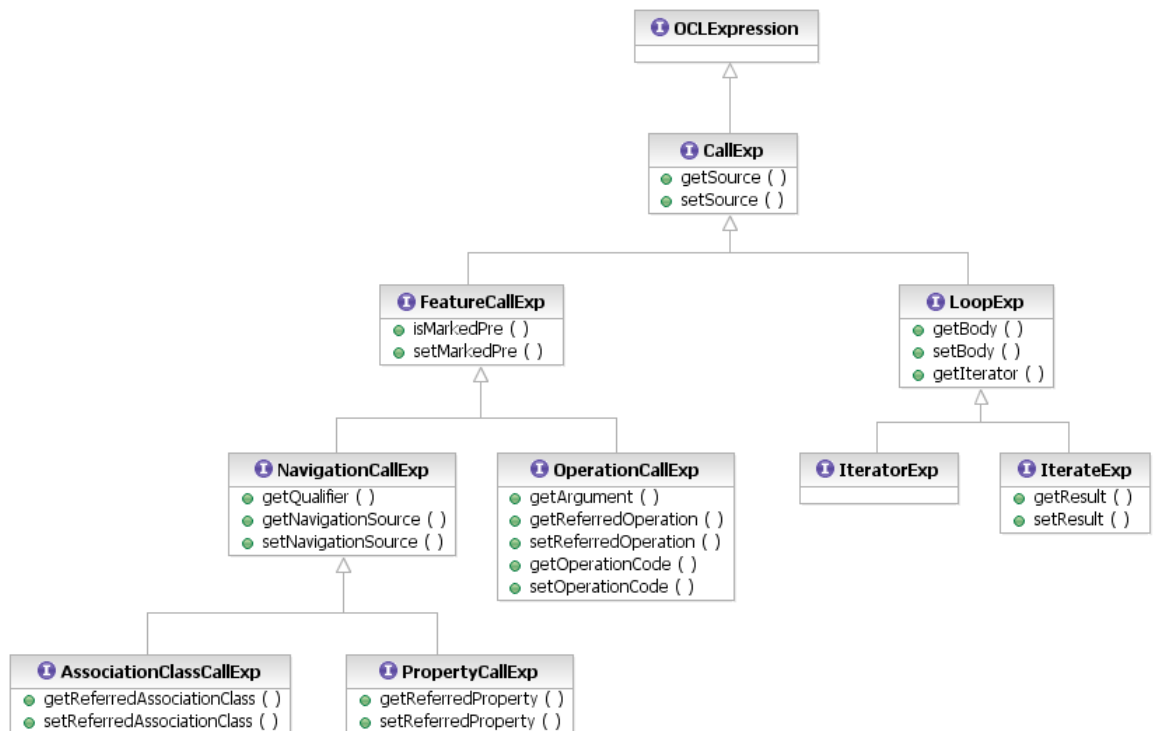 OCLExpression
CallExp
getSource ( )
setSource ( )
FeatureCallExp
isMarkedPre ( )
setMarkedPre ( )
LoopExp
getBody ( )
setBody ( )
getIterator ( )
NavigationCallExp
getQualifier ( )
getNavigationSource ( )
setNavigationSource ( )
OperationCallExp
getArgument ( )
getReferredOperation ( )
setReferredOperation ( )
getOperationCode ( )
setOperationCode ( )
IteratorExp
IterateExp
getResult ( )
setResult ( )
AssociationClassCallExp
getReferredAssociationClass ( )
setReferredAssociationClass ( )
PropertyCallExp
getReferredProperty ( )
setReferredProperty ( )